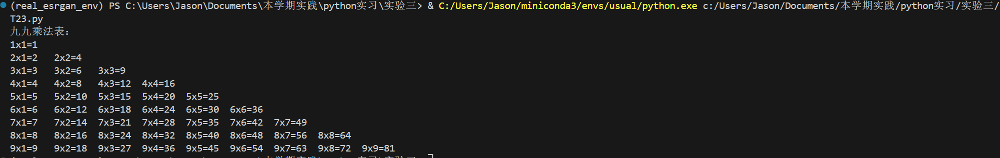 (real_esrgan_env) PS C:\Users\Jason\Documents\本学期实践\python实习\实验三> & C:/Users/Jason/miniconda3/envs/usual/python.exe c:/Users/Jason/Documents/本学期实践/python实习/实验三/
T23.py
九九乘法表:
1x1=1
2x1=2   2x2=4
3x1=3   3x2=6   3x3=9
4x1=4   4x2=8   4x3=12  4x4=16
5x1=5   5x2=10  5x3=15  5x4=20  5x5=25
6x1=6   6x2=12  6x3=18  6x4=24  6x5=30  6x6=36
7x1=7   7x2=14  7x3=21  7x4=28  7x5=35  7x6=42  7x7=49
8x1=8   8x2=16  8x3=24  8x4=32  8x5=40  8x6=48  8x7=56  8x8=64
9x1=9   9x2=18  9x3=27  9x4=36  9x5=45  9x6=54  9x7=63  9x8=72  9x9=81